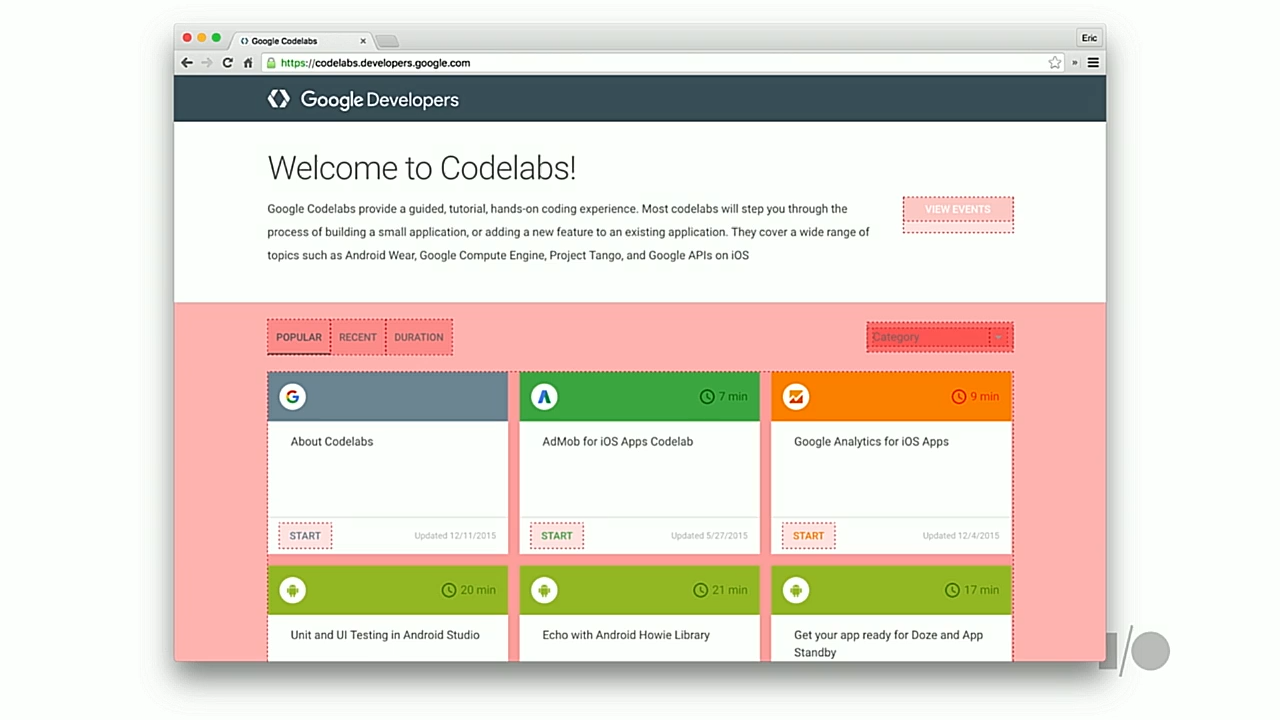 Google Codelabs
Eric
https://codelabs.developers.google.com
Google Developers
Welcome to Codelabs!
Google Codelabs provide a guided, tutorial, hands-on coding experience. Most codelabs will step you through the
process of building a small application, or adding a new feature to an existing application. They cover a wide range of
topics such as Android Wear, Google Compute Engine, Project Tango, and Google APIs on iOS
VIEW EVENTS
POPULAR RECENT DURATION
Category
7 min
9 min
About Codelabs
AdMob for iOS Apps Codelab
Google Analytics for iOS Apps
START Updated 12/11/2015
START Updated 5/27/2015
START Updated 12/4/2015
20 min
21 min
17 min
Unit and UI Testing in Android Studio
Echo with Android Howie Library
Get your app ready for Doze and App
Standby
I/O